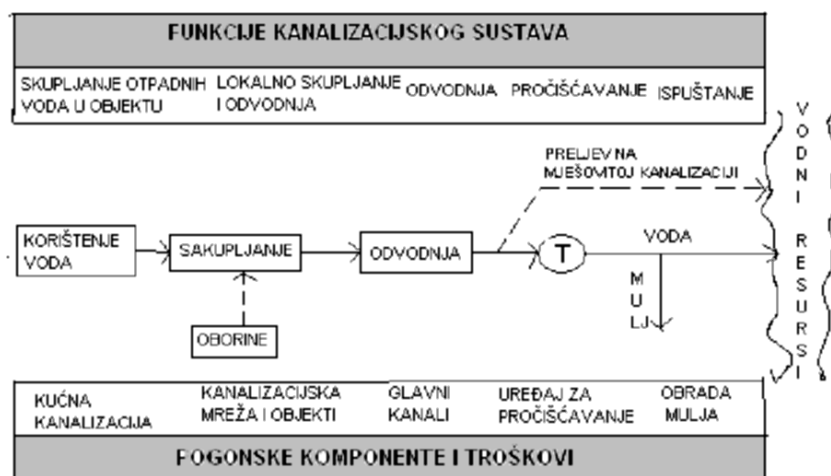 FUNKCIJE KANALIZACIJSKOG SUSTAVA
SKUPLJANJE OTPADNIH
VODA U OBJEKTU
LOKALNO SKUPLJANJE
I ODVODNJA
ODVODNJA
PROČIŠĆAVANJE
ISPUŠTANJE
PRELJEV NA
MJEŠOVITOJ KANALIZACIJI
KORIŠTENJE
VODA
SAKUPLJANJE
ODVODNJA
T
VODA
MULJ
OBORINE
VODNI RESURSI
KUĆNA
KANALIZACIJA
KANALIZACIJSKA
MREŽA I OBJEKTI
GLAVNI
KANALI
UREĐAJ ZA
PROČIŠĆAVANJE
OBRADA
MULJA
POGONSKE KOMPONENTE I TROŠKOVI